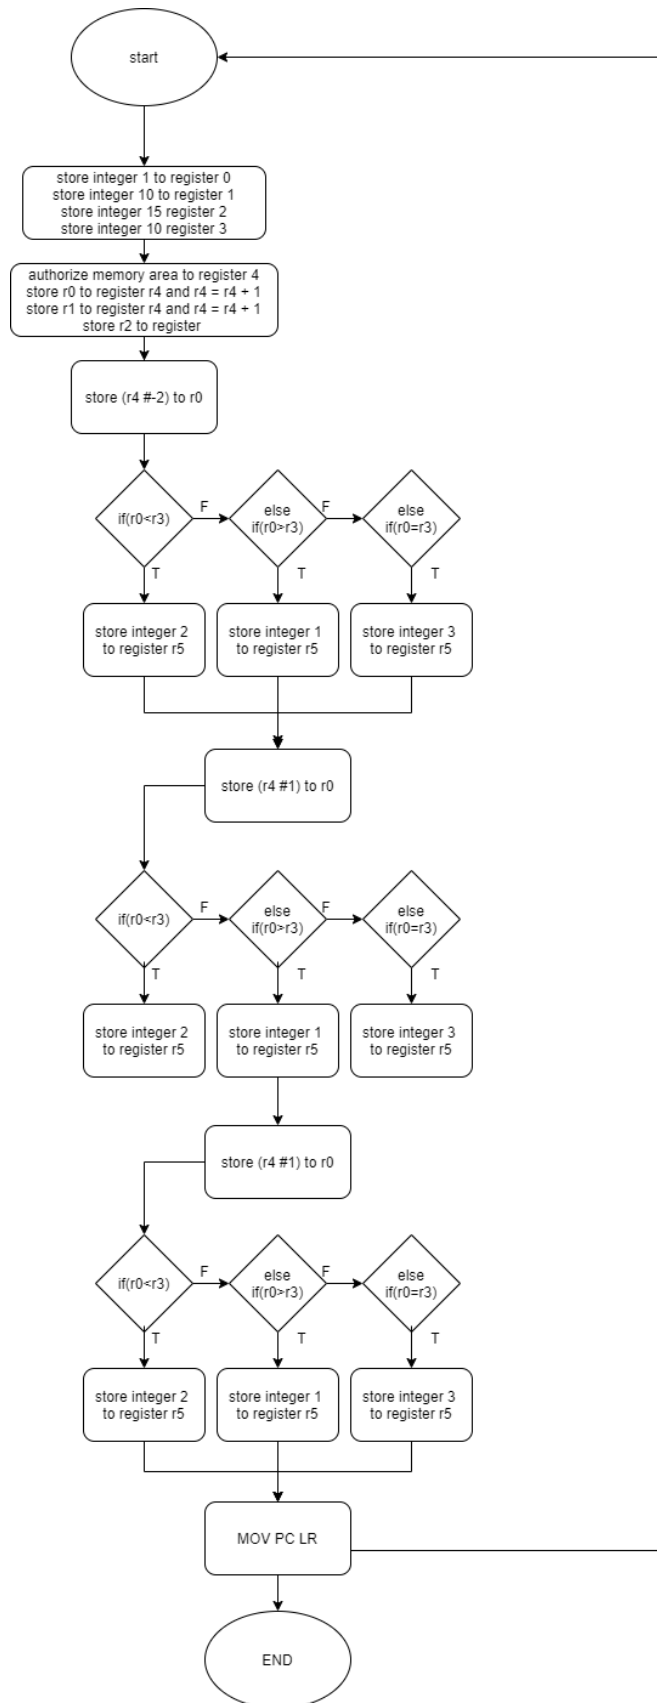 start
store integer 1 to register 0
store integer 10 to register 1
store integer 15 register 2
store integer 10 register 3
authorize memory area to register 4
store r0 to register r4 and r4 = r4 + 1
store r1 to register r4 and r4 = r4 + 1
store r2 to register
store (r4 #-2) to r0
if(r0<r3)
F
else
if(r0>r3)
F
else
if(r0=r3)
T
T
T
store integer 2
to register r5
store integer 1
to register r5
store integer 3
to register r5
store (r4 #1) to r0
if(r0<r3)
F
else
if(r0>r3)
F
else
if(r0=r3)
T
T
T
store integer 2
to register r5
store integer 1
to register r5
store integer 3
to register r5
store (r4 #1) to r0
if(r0<r3)
F
else
if(r0>r3)
F
else
if(r0=r3)
T
T
T
store integer 2
to register r5
store integer 1
to register r5
store integer 3
to register r5
MOV PC LR
END